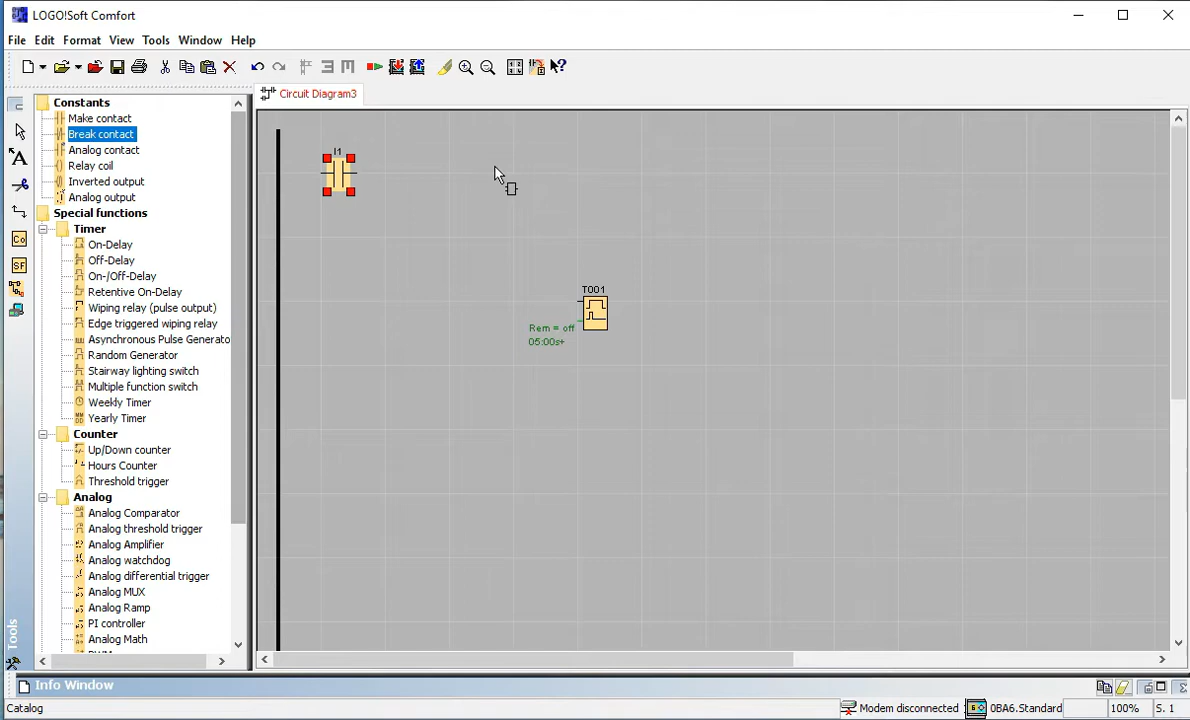 LOGO!Soft Comfort
File Edit Format View Tools Window Help
Circuit Diagram3
Constants
Make contact
Break contact
Analog contact
Relay coil
Inverted output
Analog output
Special functions
Timer
On-Delay
Off-Delay
On-/Off-Delay
Retentive On-Delay
Wiping relay (pulse output)
Edge triggered wiping relay
Asynchronous Pulse Generato
Random Generator
Stairway lighting switch
Multiple function switch
Weekly Timer
Yearly Timer
Counter
Up/Down counter
Hours Counter
Threshold trigger
Analog
Analog Comparator
Analog threshold trigger
Analog Amplifier
Analog watchdog
Analog differential trigger
Analog MUX
Analog Ramp
PI controller
Analog Math
Co
SF
Tools
I1
T001
Rem = off
05:00s+
Info Window
Catalog
Modem disconnected
0BA6.Standard
100%
S. 1